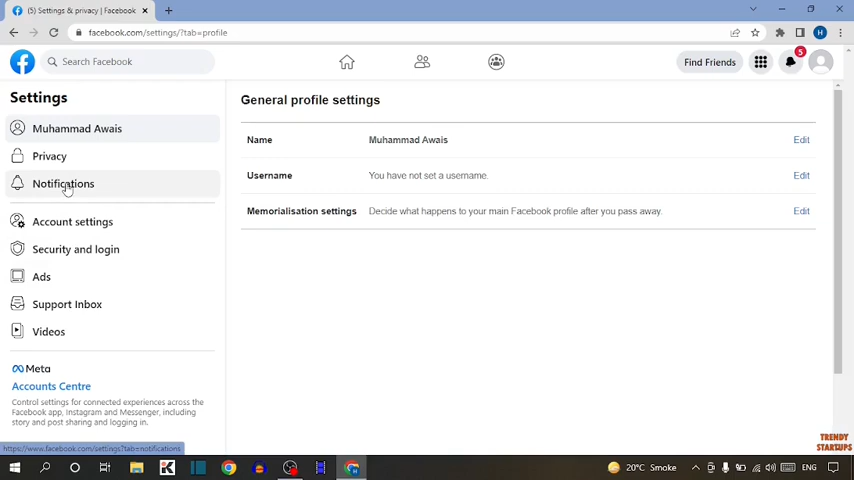 (5) Settings & privacy | Facebook
facebook.com/settings/?tab=profile
H
Search Facebook
Find Friends
5
Settings
Muhammad Awais
Privacy
Notifications
Account settings
Security and login
Ads
Support Inbox
Videos
Meta
Accounts Centre
Control settings for connected experiences across the
Facebook app, Instagram and Messenger, including
story and post sharing and logging in.
https://www.facebook.com/settings?tab=notifications
General profile settings
Name Muhammad Awais Edit
Username You have not set a username. Edit
Memorialisation settings Decide what happens to your main Facebook profile after you pass away. Edit
TRENDY
STARTUPS
20°C Smoke
ENG